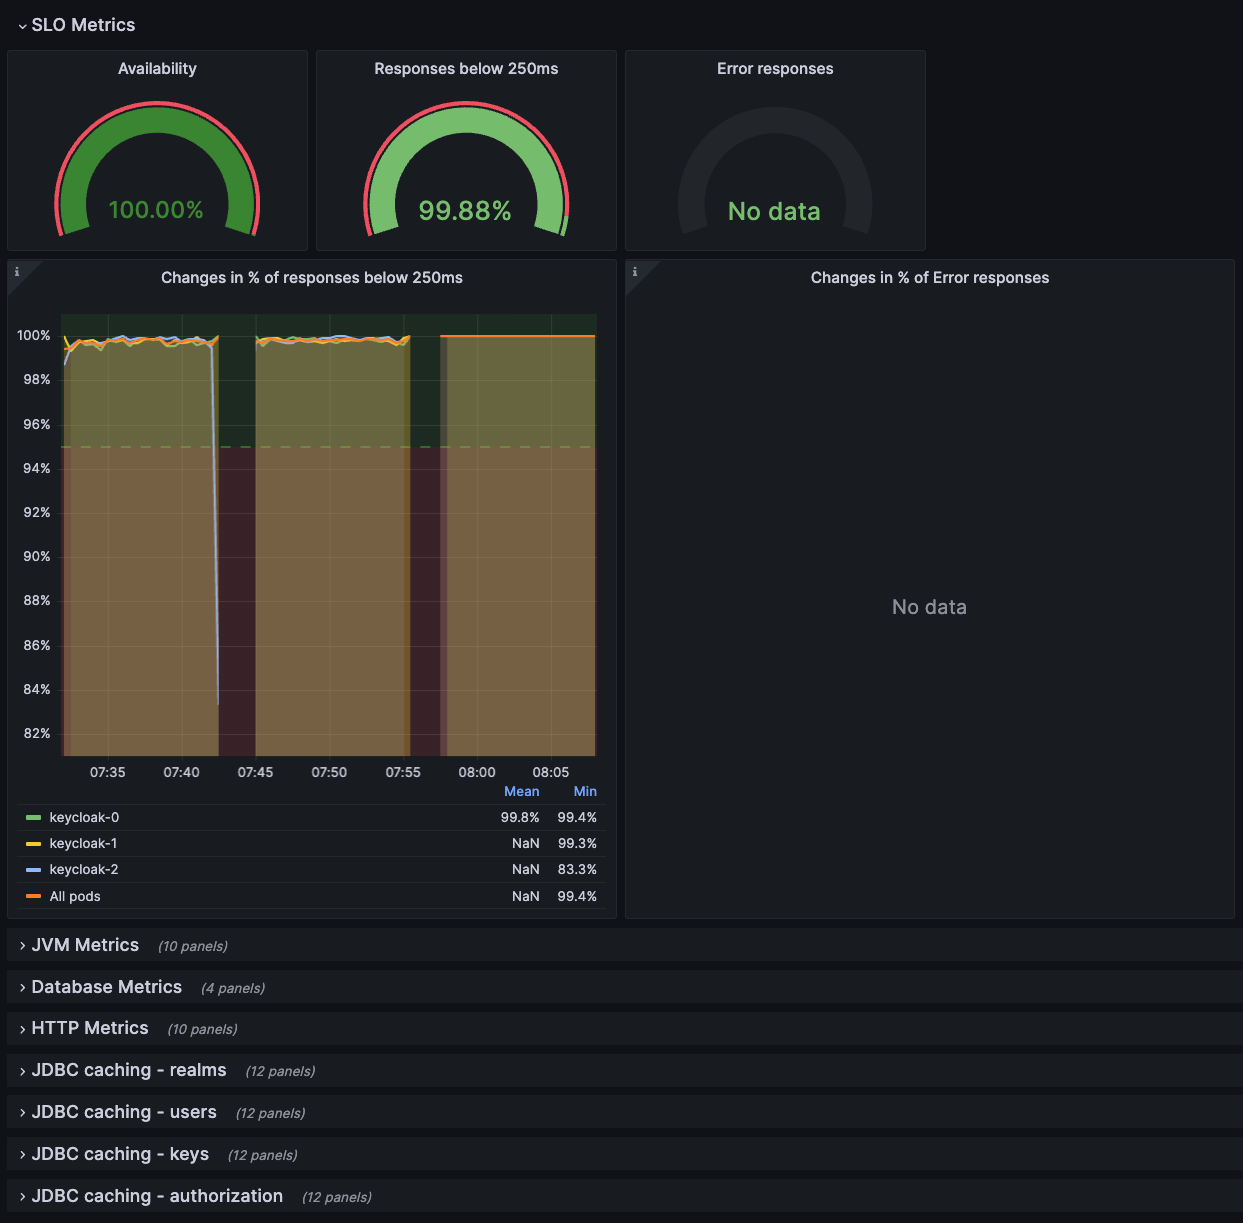 SLO Metrics
Availability
Responses below 250ms
Error responses
100.00%
99.88%
No data
Changes in % of responses below 250ms
Changes in % of Error responses
100%
98%
96%
94%
92%
90%
88%
86%
84%
82%
07:35 07:40 07:45 07:50 07:55 08:00 08:05
Mean Min
keycloak-0 99.8% 99.4%
keycloak-1 NaN 99.3%
keycloak-2 NaN 83.3%
All pods NaN 99.4%
No data
JVM Metrics (10 panels)
Database Metrics (4 panels)
HTTP Metrics (10 panels)
JDBC caching - realms (12 panels)
JDBC caching - users (12 panels)
JDBC caching - keys (12 panels)
JDBC caching - authorization (12 panels)